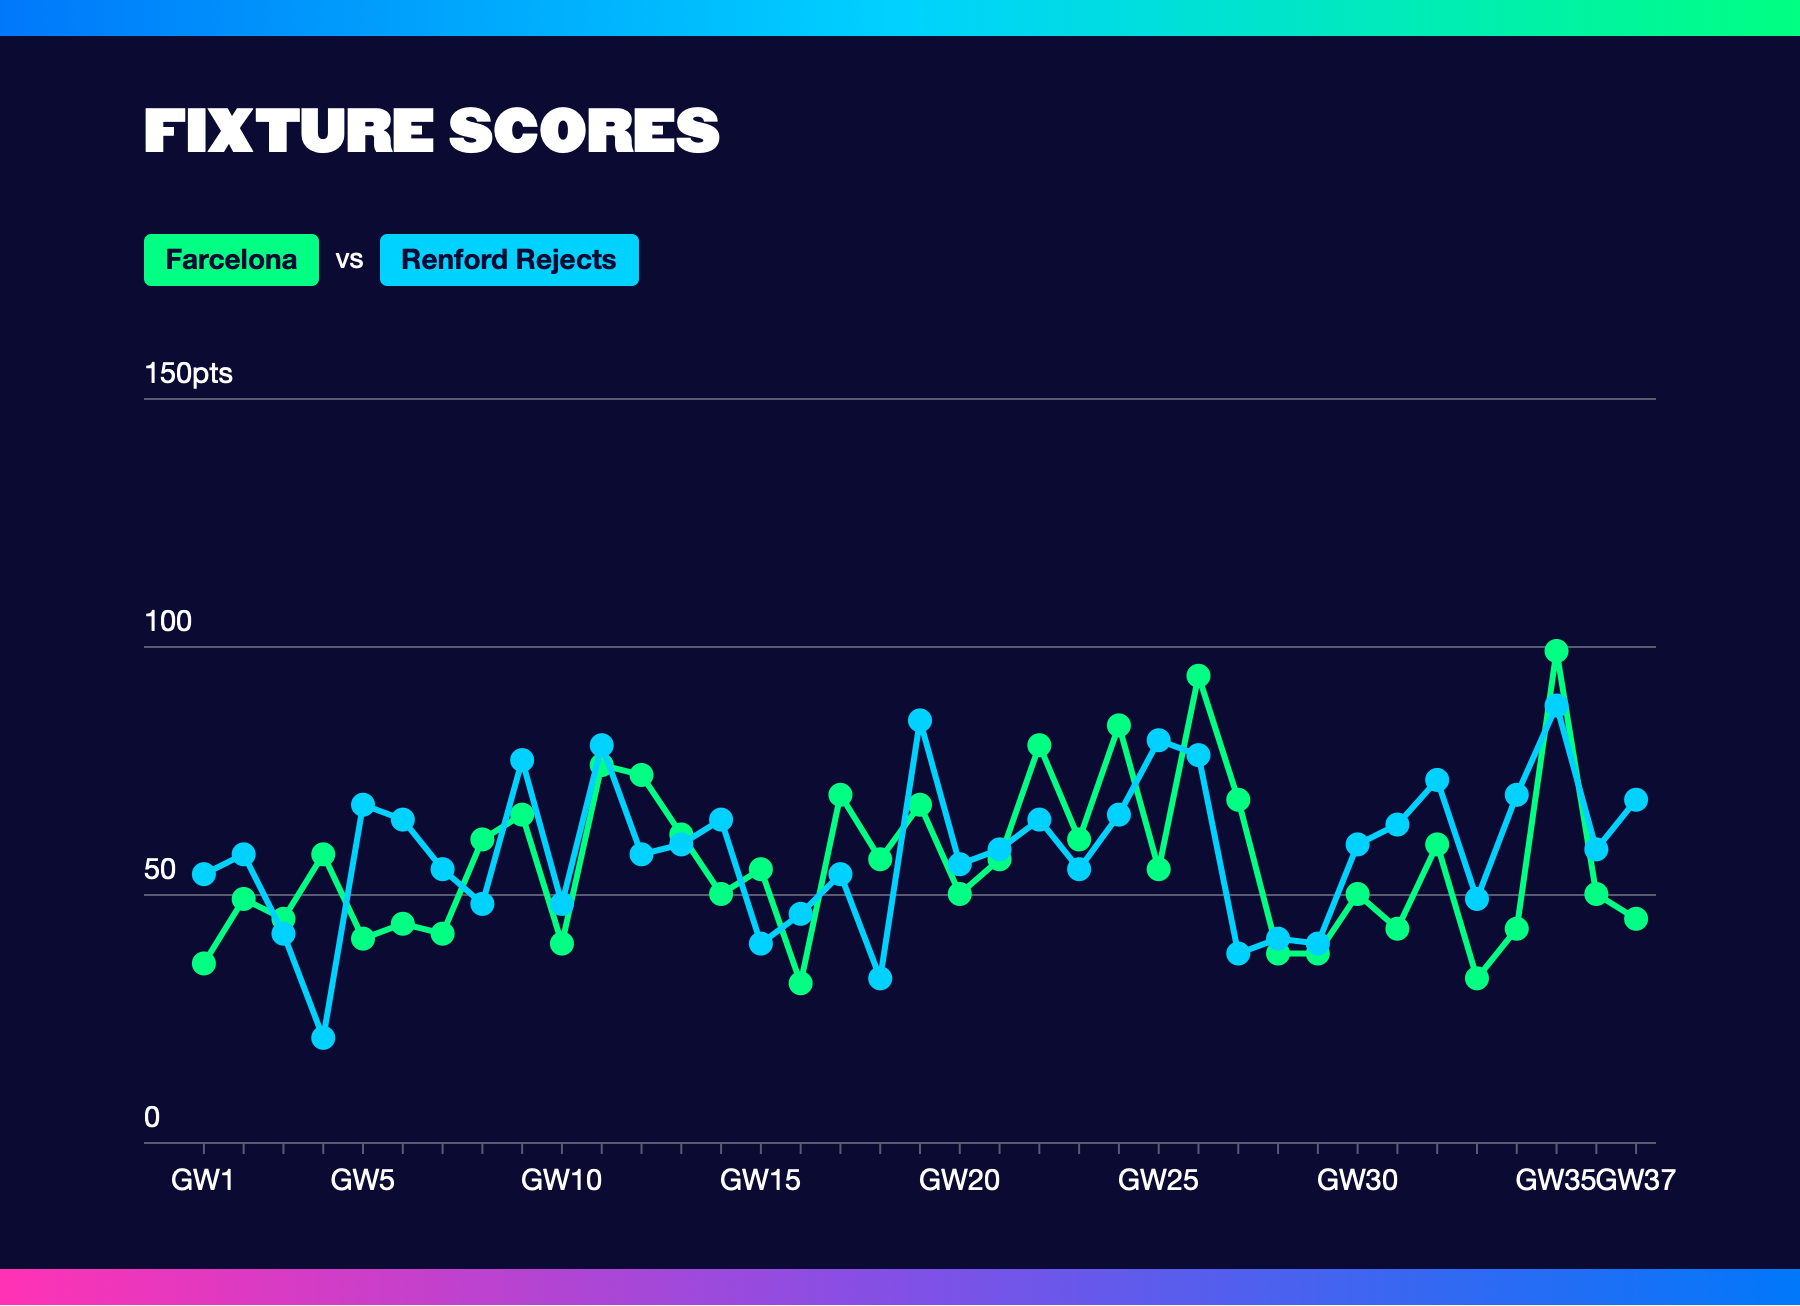 FIXTURE SCORES
Farcelona vs Renford Rejects
150pts
100
50
0
GW1 GW5 GW10 GW15 GW20 GW25 GW30 GW35 GW37